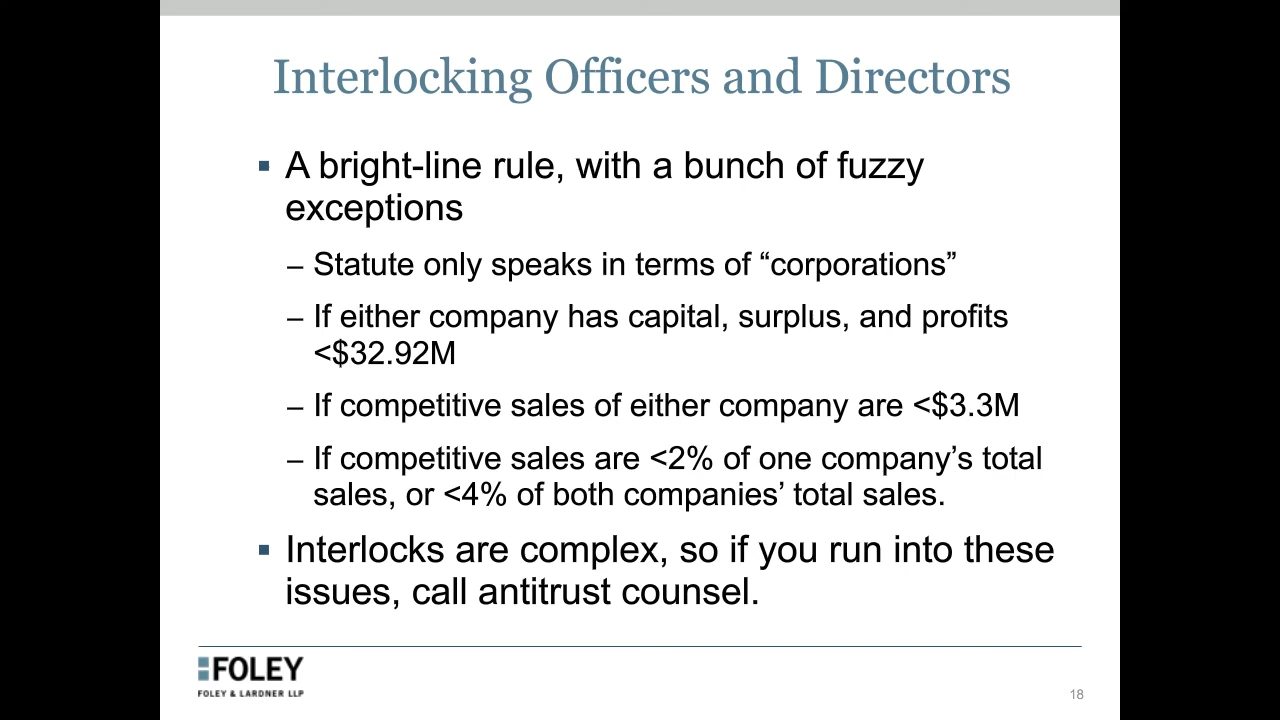 Interlocking Officers and Directors
▪ A bright-line rule, with a bunch of fuzzy
exceptions
– Statute only speaks in terms of “corporations”
– If either company has capital, surplus, and profits
<$32.92M
– If competitive sales of either company are <$3.3M
– If competitive sales are <2% of one company’s total
sales, or <4% of both companies’ total sales.
▪ Interlocks are complex, so if you run into these
issues, call antitrust counsel.
FOLEY
FOLEY & LARDNER LLP
18